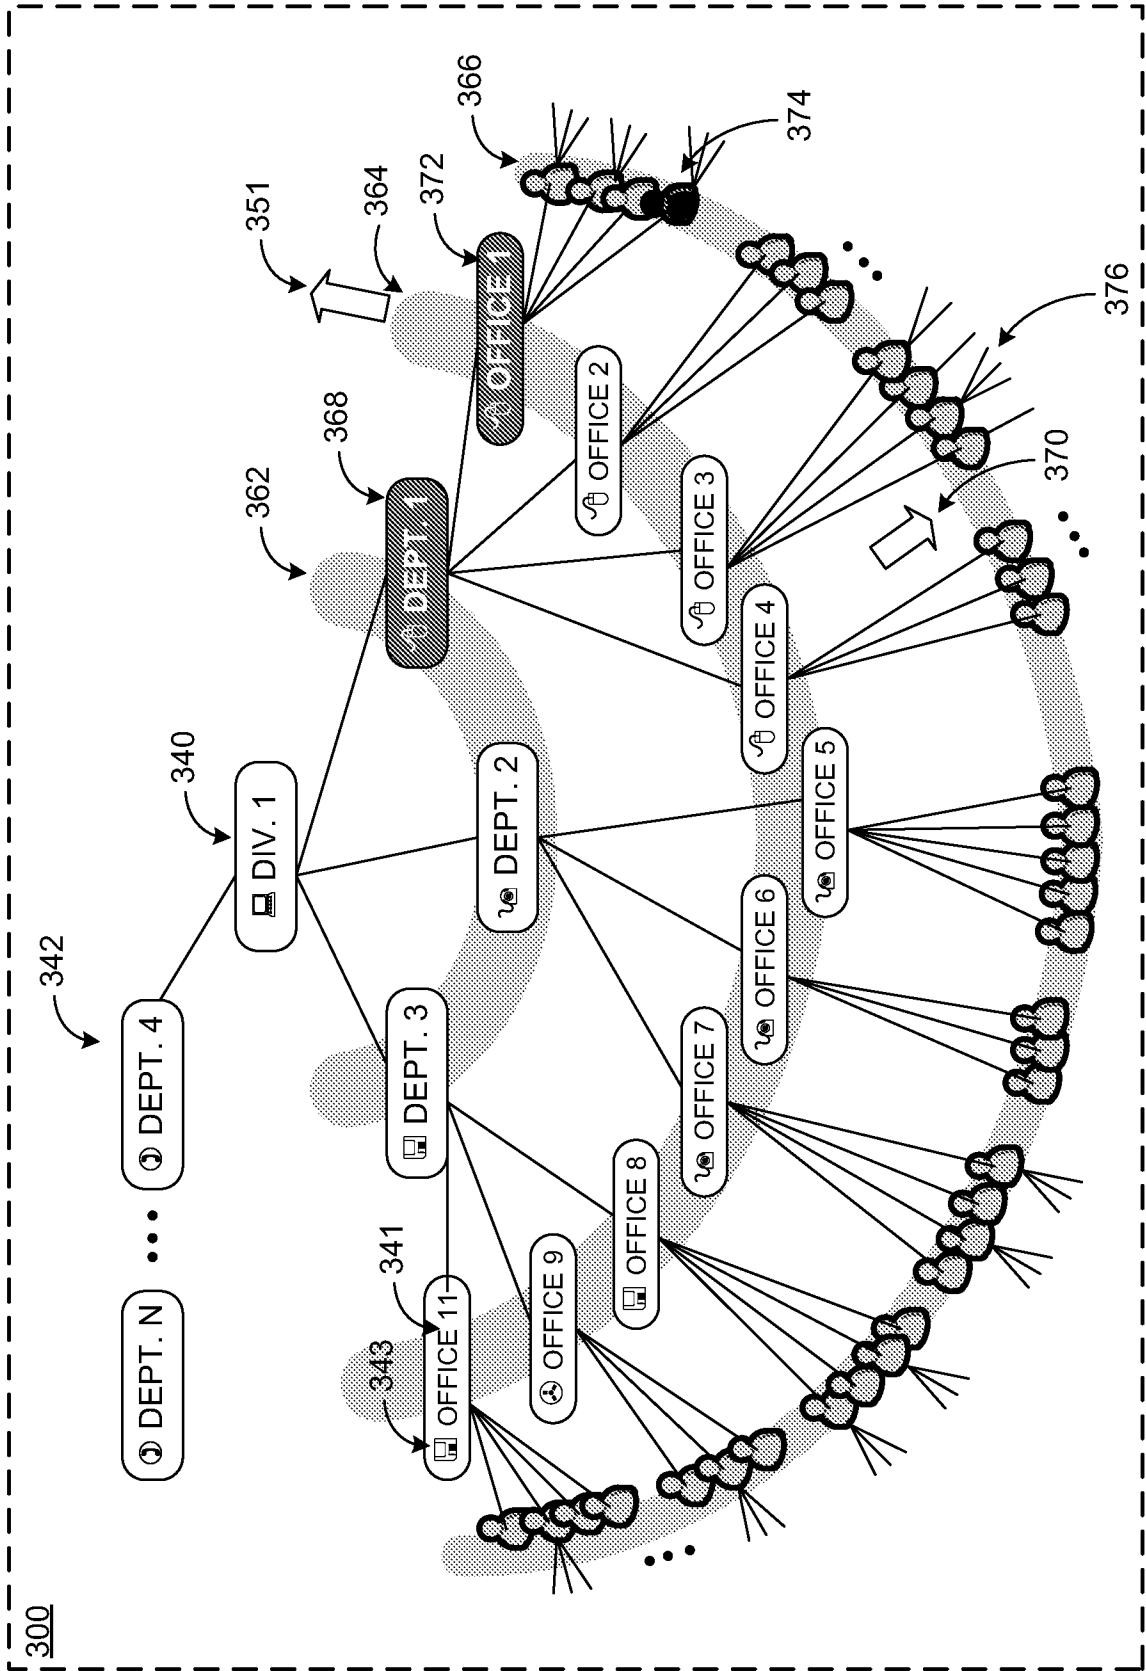 300
342
DEPT. N
DEPT. 4
340
DIV. 1
362
351
364
368
372
366
DEPT. 3
DEPT. 2
DEPT. 1
OFFICE 1
343
341
OFFICE 11
OFFICE 9
OFFICE 8
OFFICE 7
OFFICE 6
OFFICE 5
OFFICE 4
OFFICE 3
OFFICE 2
374
370
376